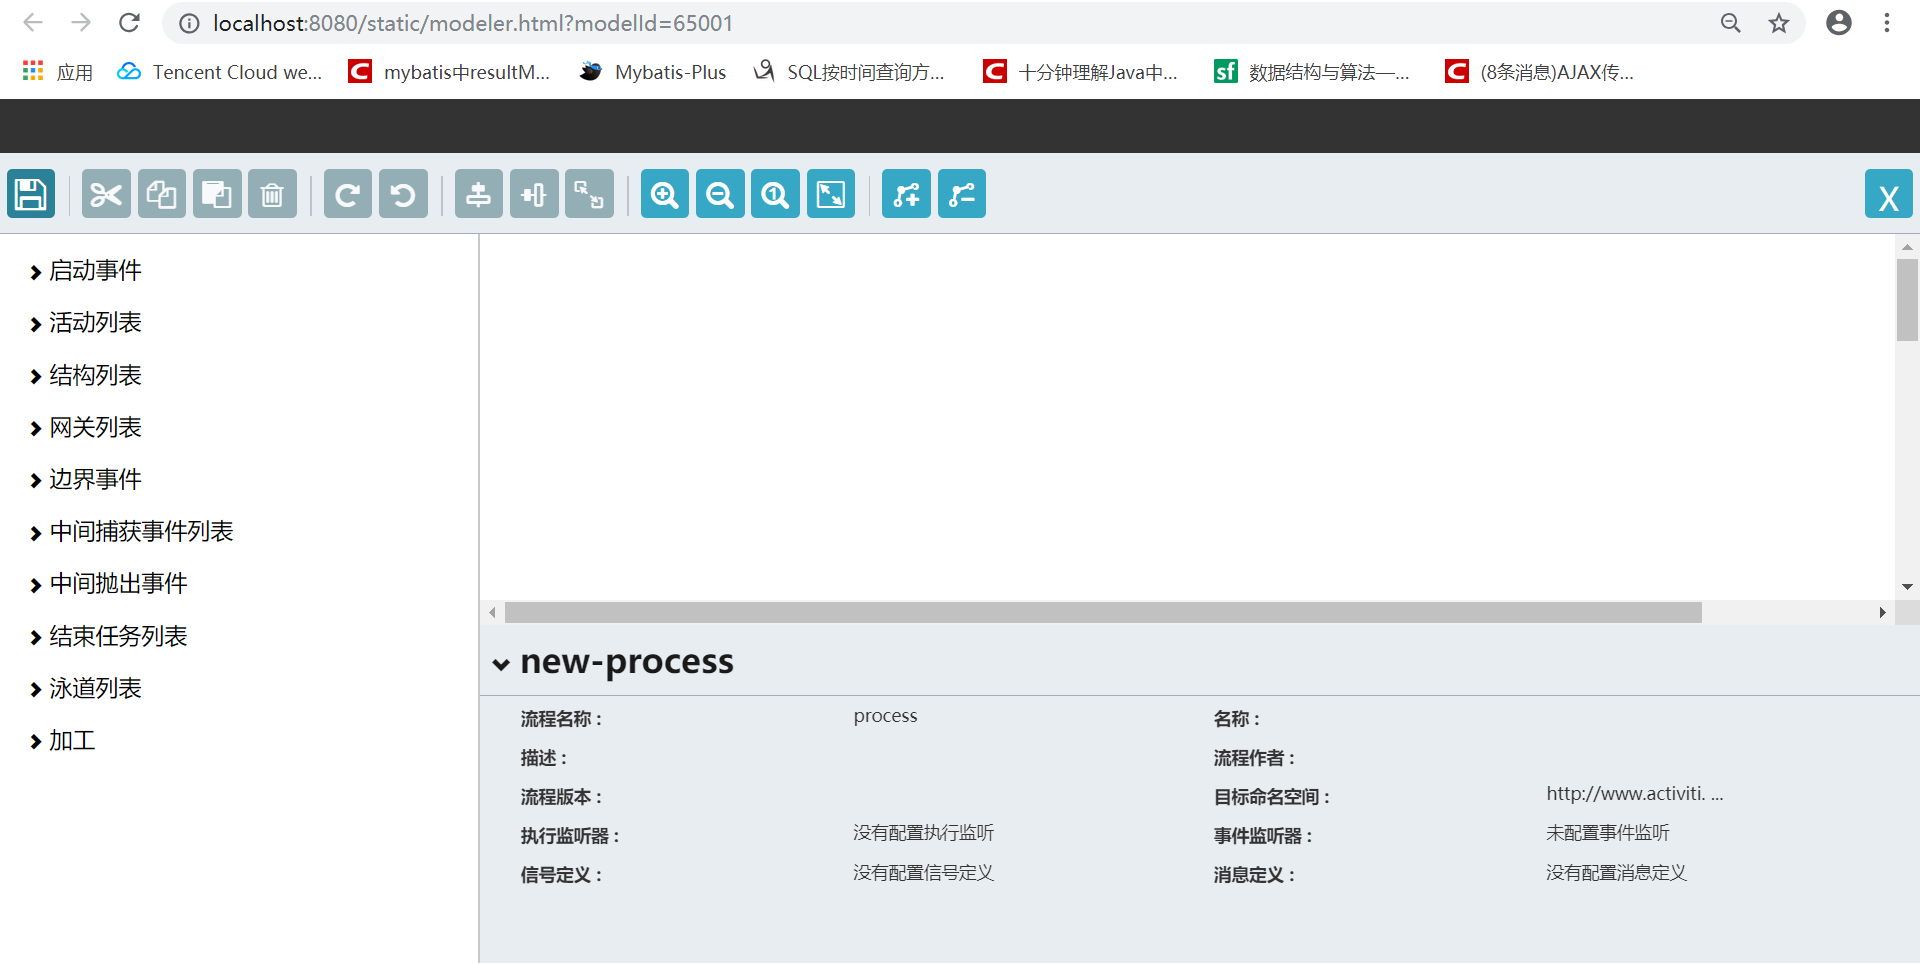 localhost:8080/static/modeler.html?modelId=65001
应用
Tencent Cloud we...
mybatis中resultM...
Mybatis-Plus
SQL按时间查询方...
十分钟理解Java中...
sf 数据结构与算法—...
(8条消息)AJAX传...
X
启动事件
活动列表
结构列表
网关列表
边界事件
中间捕获事件列表
中间抛出事件
结束任务列表
泳道列表
加工
new-process
流程名称： process 名称：
描述： 流程作者：
流程版本： 目标命名空间： http://www.activiti. ...
执行监听器： 没有配置执行监听 事件监听器： 未配置事件监听
信号定义： 没有配置信号定义 消息定义： 没有配置消息定义